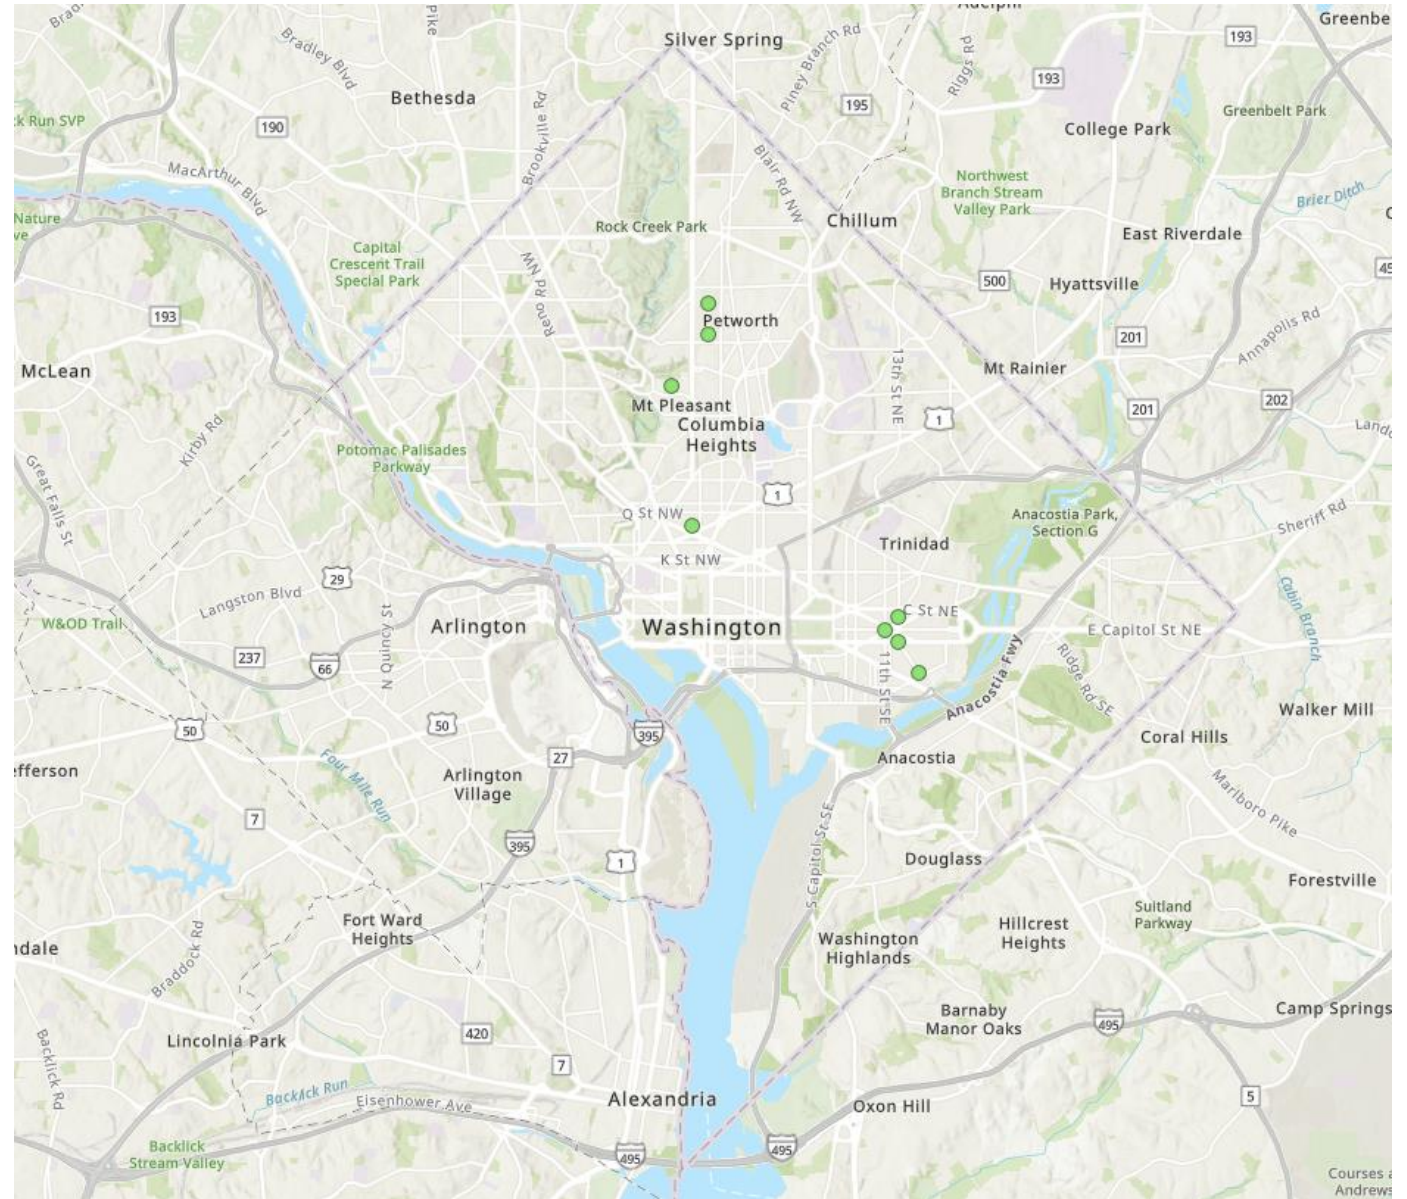 Pike
Greenbe
193
Silver Spring
Bradley Blvd
Piney Branch Rd
Riggs Rd
193
Bethesda
Brookville Rd
195
Greenbelt Park
k Run SVP
190
College Park
Blair Rd NW
MacArthur Blvd
Northwest
Branch Stream
Valley Park
Brier Ditch
Nature
ve
Rock Creek Park
Chillum
East Riverdale
Capital
Crescent Trail
Special Park
Reno Rd NW
500
Hyattsville
45
193
Petworth
201
Annapolis Rd
McLean
13th St NE
Mt Rainier
Mt Pleasant
1
201
202
Columbia
Heights
Kirby Rd
Potomac Palisades
Parkway
Great Falls St
1
Q St NW
Anacostia Park,
Section G
Sheriff Rd
Trinidad
K St NW
29
Langston Blvd
Cabin Branch
W&OD Trail
N Quincy St
Arlington
Washington
C St NE
E Capitol St NE
237
66
11th St SE
Anacostia Fwy
Ridge Rd SE
50
50
395
Walker Mill
Coral Hills
27
Anacostia
efferson
Four Mile Run
Arlington
Village
Marlboro Pike
7
395
1
S Capitol St SE
Douglass
Forestville
Fort Ward
Heights
Suitland
Parkway
Hillcrest
Heights
Washington
Highlands
ndale
Braddock Rd
Barnaby
Manor Oaks
495
Camp Springs
Lincolnia Park
420
Backlick Rd
7
Backlick Run
Eisenhower Ave
Alexandria
Oxon Hill
5
Backlick
Stream Valley
495
495
Courses a
Andrews